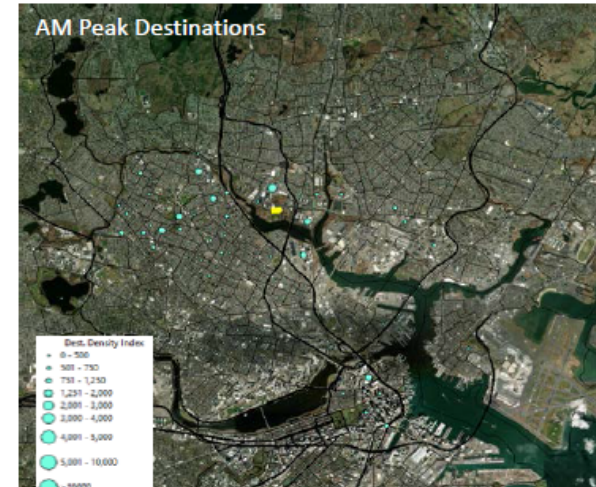 AM Peak Destinations
Dest. Density Index
0 - 500
501 - 750
751 - 1,250
1,251 - 2,000
2,001 - 3,000
3,000 - 4,000
4,001 - 5,000
5,001 - 10,000